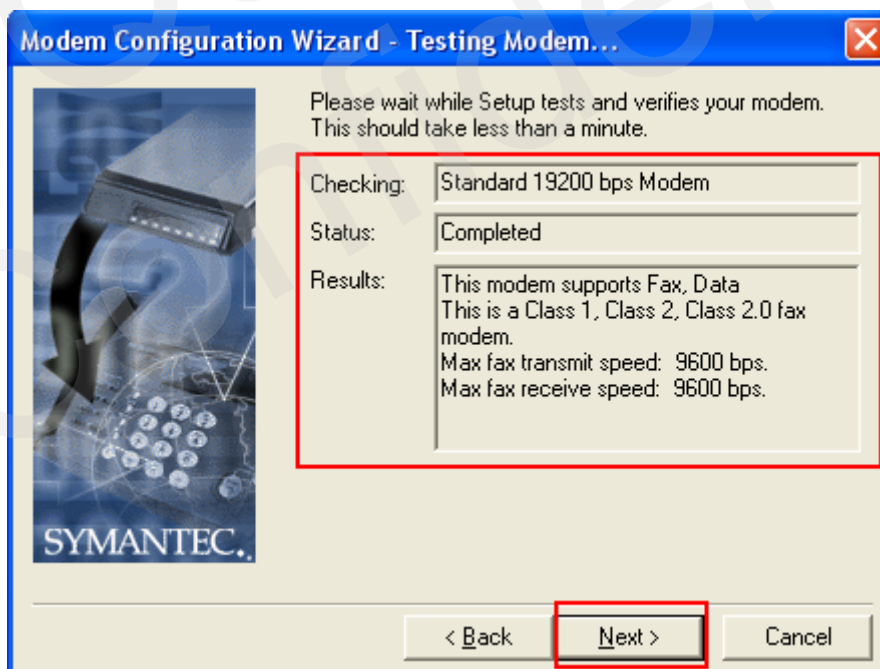 Modem Configuration Wizard - Testing Modem...
Please wait while Setup tests and verifies your modem.
This should take less than a minute.
Checking: Standard 19200 bps Modem
Status: Completed
Results: This modem supports Fax, Data
This is a Class 1, Class 2, Class 2.0 fax
modem.
Max fax transmit speed: 9600 bps.
Max fax receive speed: 9600 bps.
SYMANTEC.
< Back Next > Cancel